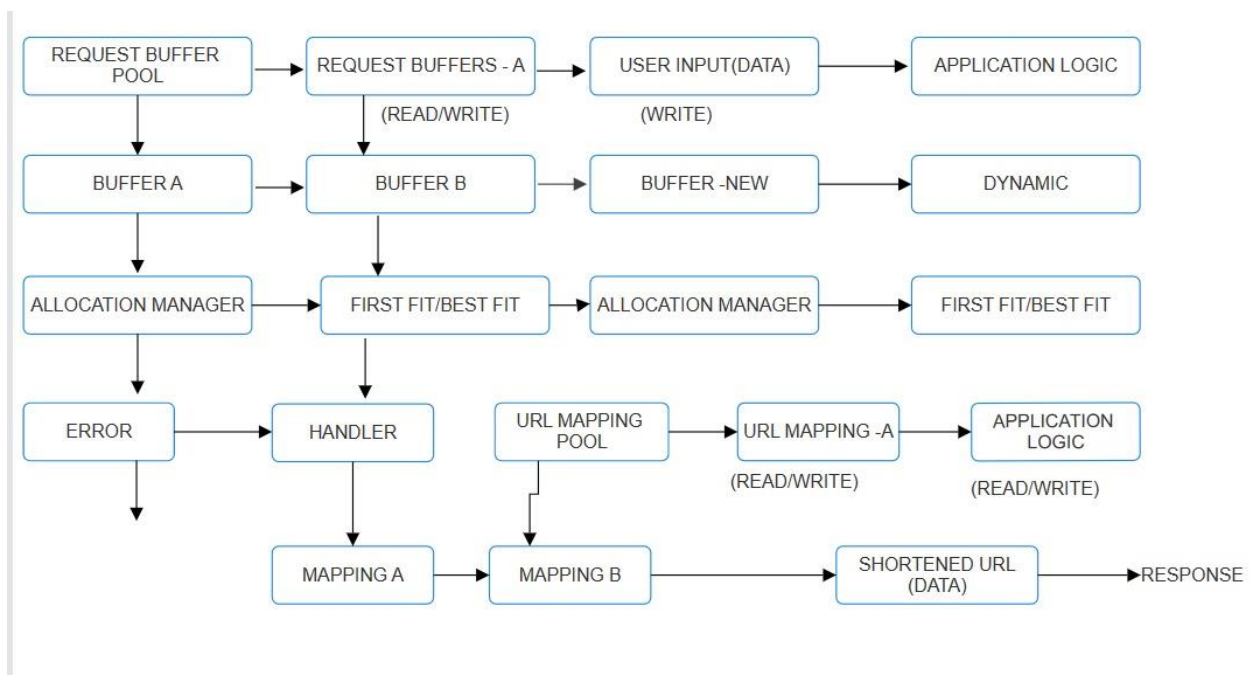 REQUEST BUFFER
POOL
REQUEST BUFFERS - A
USER INPUT(DATA)
APPLICATION LOGIC
(READ/WRITE)
(WRITE)
BUFFER A
BUFFER B
BUFFER -NEW
DYNAMIC
ALLOCATION MANAGER
FIRST FIT/BEST FIT
ALLOCATION MANAGER
FIRST FIT/BEST FIT
ERROR
HANDLER
URL MAPPING
POOL
URL MAPPING -A
APPLICATION
LOGIC
(READ/WRITE)
(READ/WRITE)
MAPPING A
MAPPING B
SHORTENED URL
(DATA)
RESPONSE